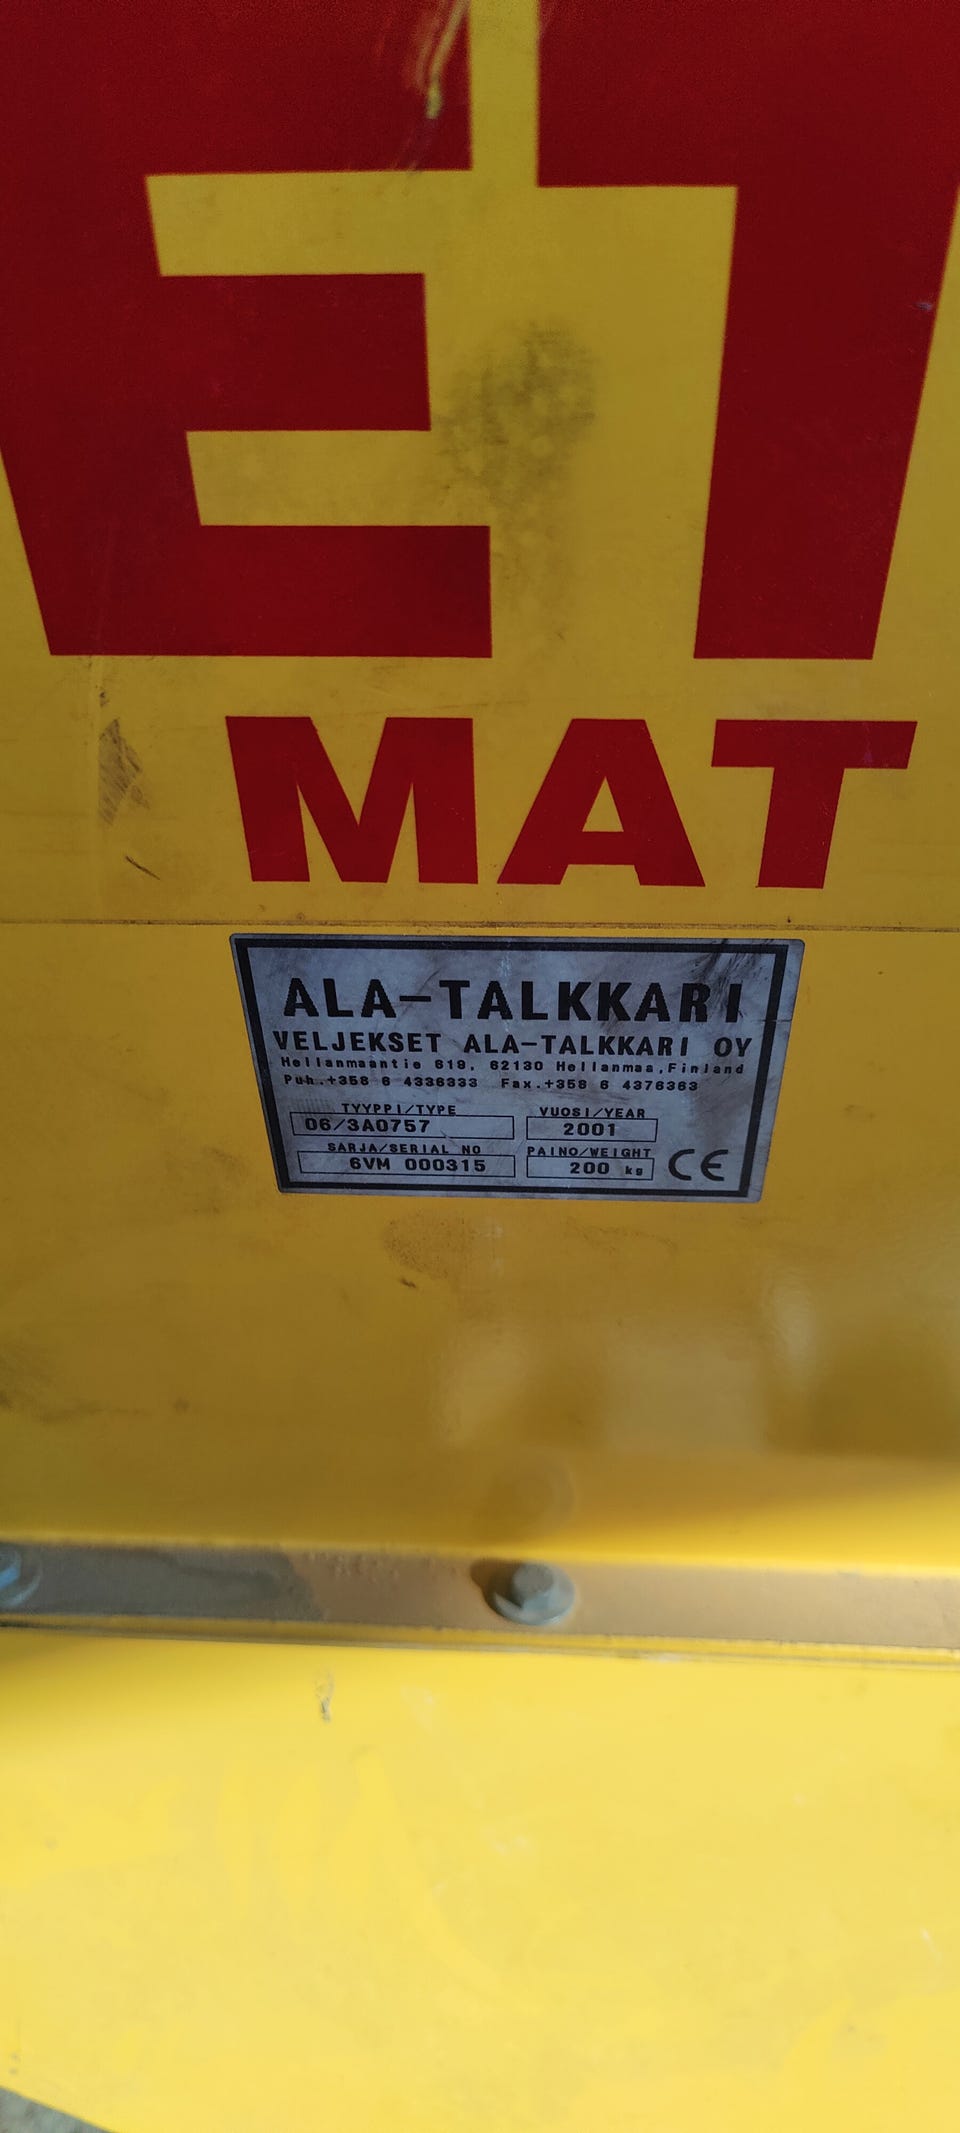 ET
MAT
ALA-TALKKARI
VELJEKSET ALA-TALKKARI OY
Hellanmaantie 619, 62130 Hellanmaa,Finland
Puh.+358 6 4336333 Fax.+358 6 4376363
TYYPPI/TYPE VUOSI/YEAR
06/3A0757 2001
SARJA/SERIAL NO PAINO/WEIGHT
6VM 000315 200 kg CE